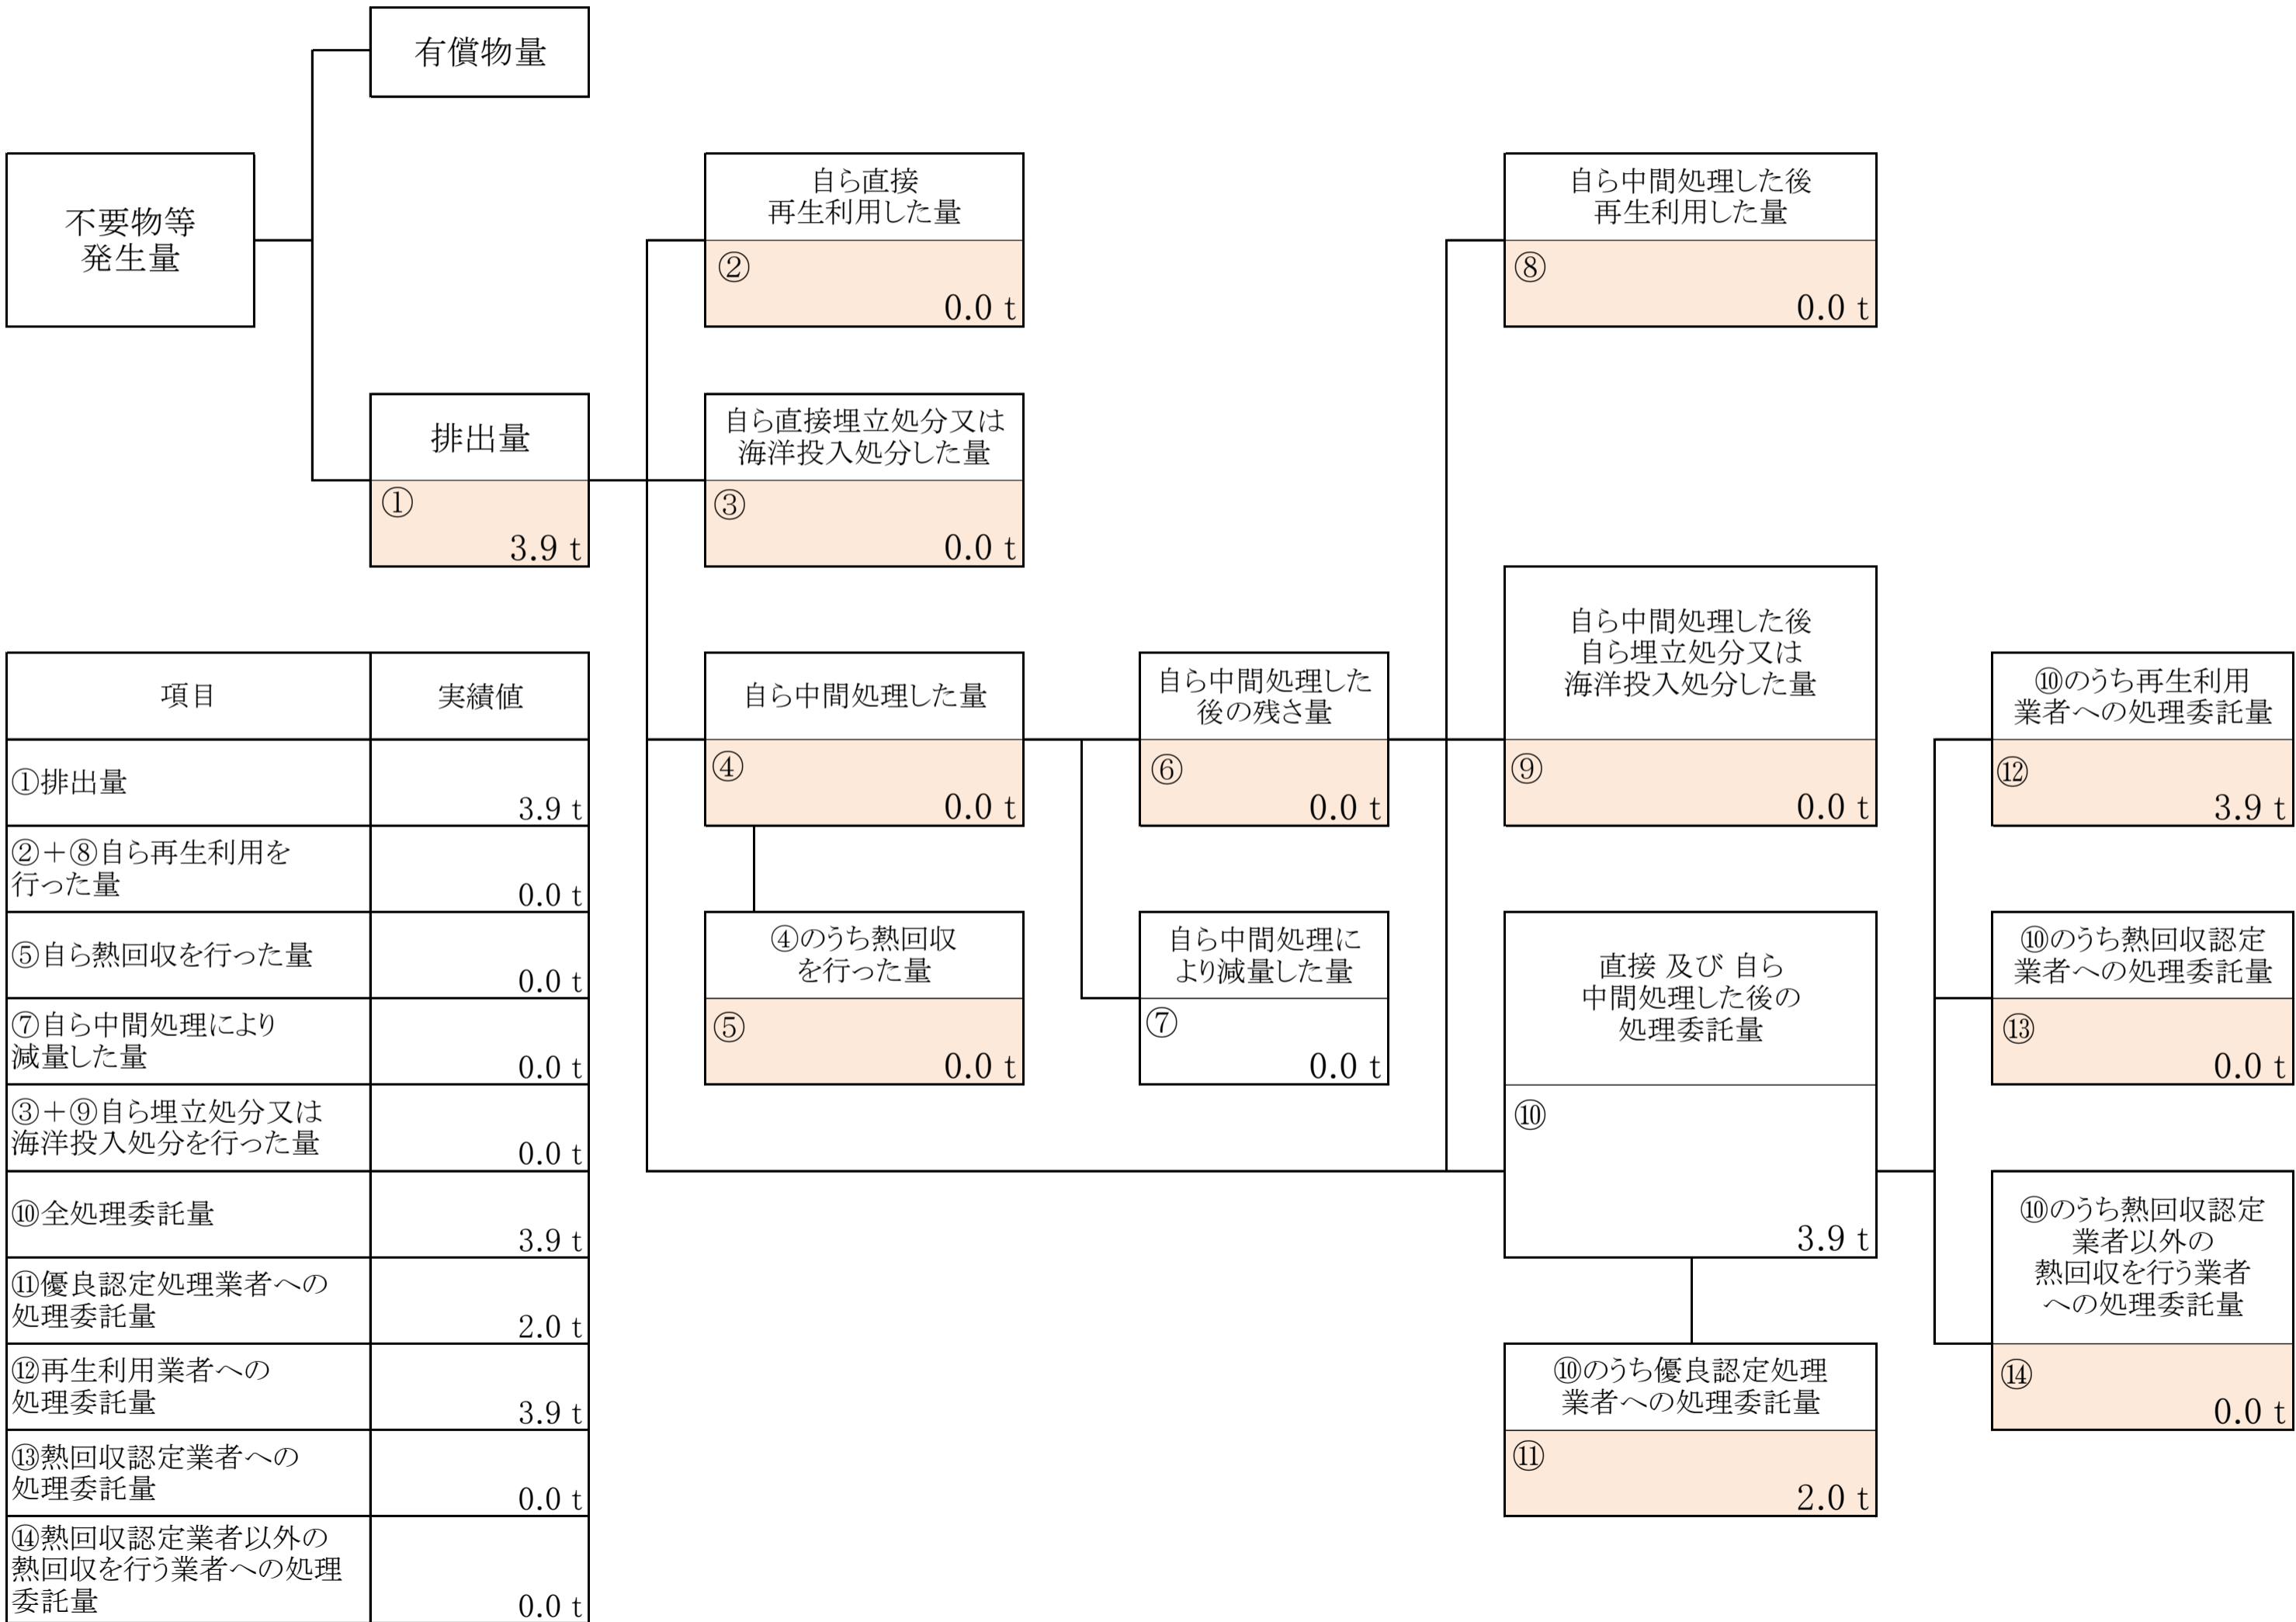 有償物量
不要物等
発生量
自ら直接
再生利用した量
②
0.0 t
自ら中間処理した後
再生利用した量
⑧
0.0 t
排出量
①
3.9 t
自ら直接埋立処分又は
海洋投入処分した量
③
0.0 t
自ら中間処理した量
④
0.0 t
自ら中間処理した
後の残さ量
⑥
0.0 t
自ら中間処理した後
自ら埋立処分又は
海洋投入処分した量
⑨
0.0 t
⑩のうち再生利用
業者への処理委託量
⑫
3.9 t
④のうち熱回収
を行った量
⑤
0.0 t
自ら中間処理に
より減量した量
⑦
0.0 t
直接 及び 自ら
中間処理した後の
処理委託量
⑩
3.9 t
⑩のうち熱回収認定
業者への処理委託量
⑬
0.0 t
⑩のうち熱回収認定
業者以外の
熱回収を行う業者
への処理委託量
⑭
0.0 t
⑩のうち優良認定処理
業者への処理委託量
⑪
2.0 t
項目 実績値
①排出量
3.9 t
②＋⑧自ら再生利用を
行った量
0.0 t
⑤自ら熱回収を行った量
0.0 t
⑦自ら中間処理により
減量した量
0.0 t
③＋⑨自ら埋立処分又は
海洋投入処分を行った量
0.0 t
⑩全処理委託量
3.9 t
⑪優良認定処理業者への
処理委託量
2.0 t
⑫再生利用業者への
処理委託量
3.9 t
⑬熱回収認定業者への
処理委託量
0.0 t
⑭熱回収認定業者以外の
熱回収を行う業者への処理
委託量
0.0 t